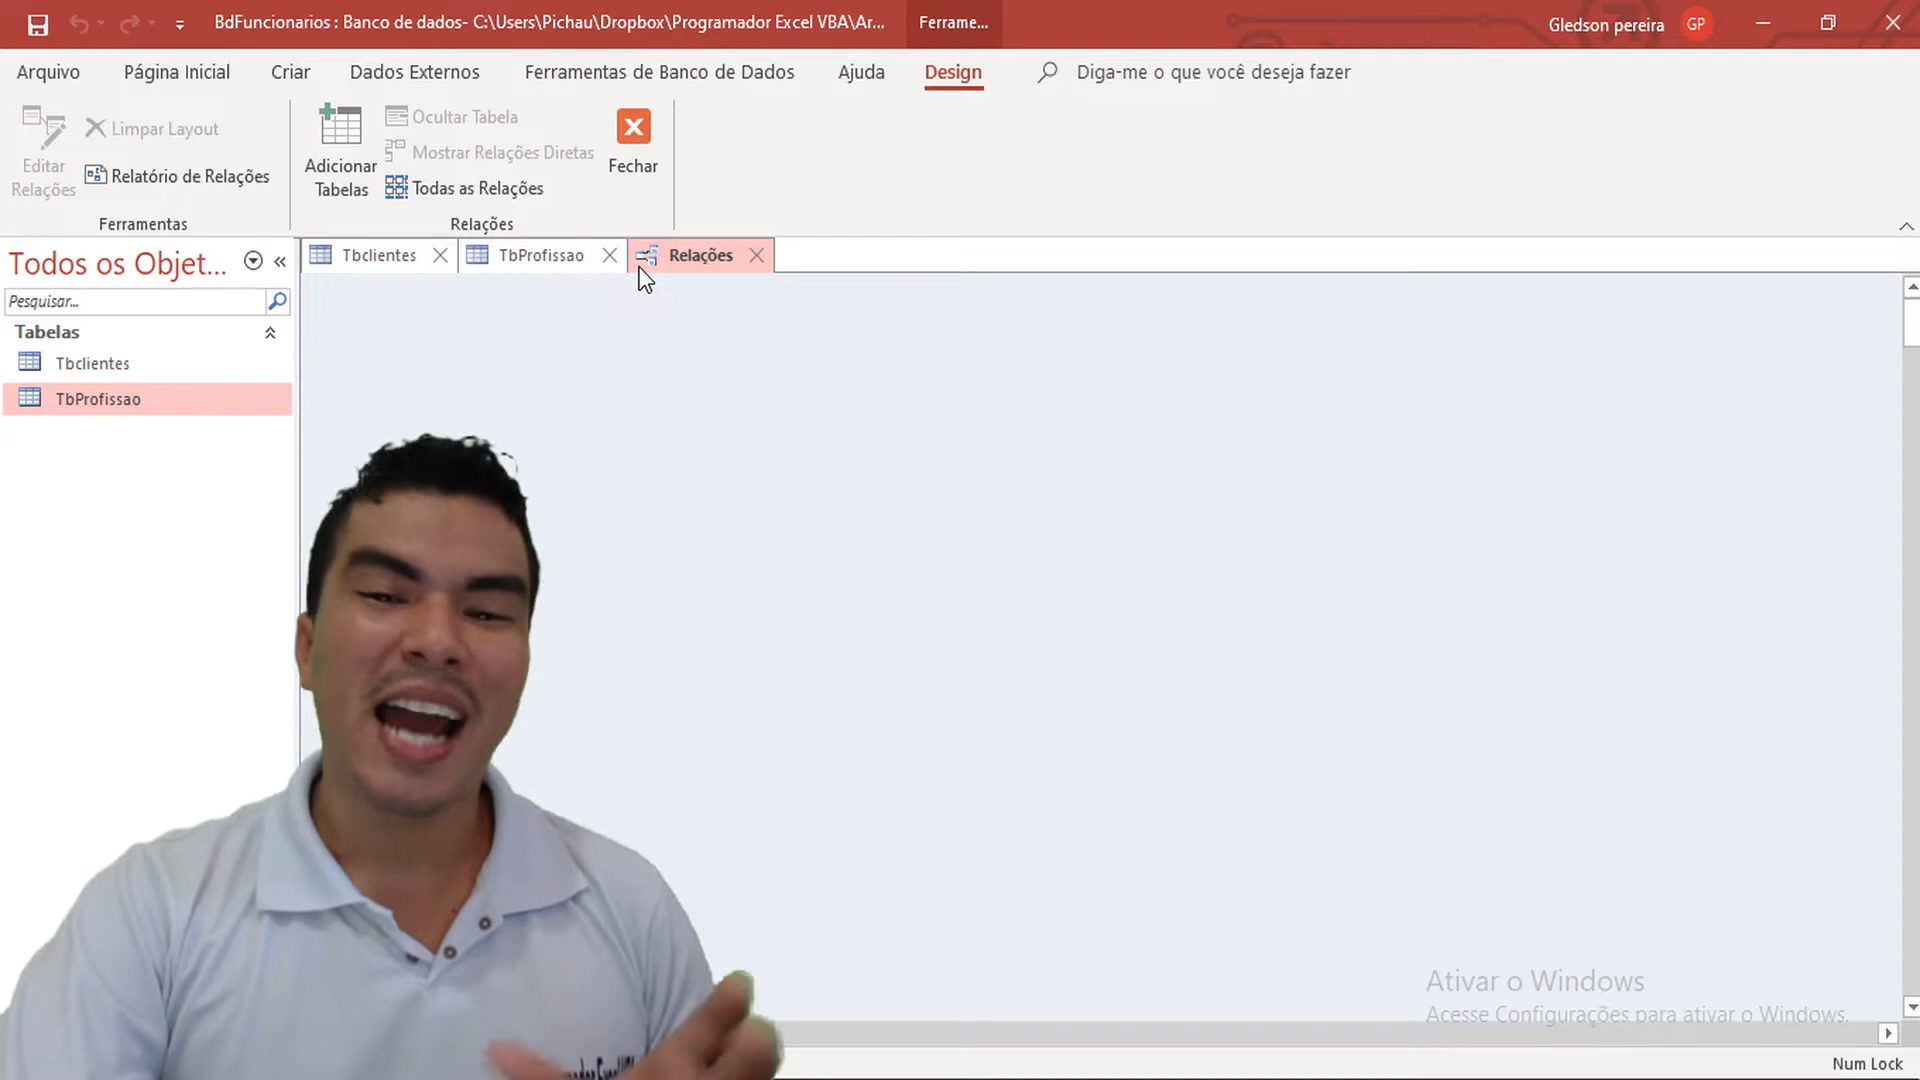 BdFuncionarios : Banco de dados- C:\Users\Pichau\Dropbox\Programador Excel VBA\Ar...
Ferrame...
Gledson pereira
GP
Arquivo
Página Inicial
Criar
Dados Externos
Ferramentas de Banco de Dados
Ajuda
Design
Diga-me o que você deseja fazer
Editar
Relações
Limpar Layout
Relatório de Relações
Ferramentas
Adicionar
Tabelas
Ocultar Tabela
Mostrar Relações Diretas
Todas as Relações
Fechar
Relações
Todos os Objet...
Tbclientes
TbProfissao
Relações
Pesquisar...
Tabelas
Tbclientes
TbProfissao
Ativar o Windows
Acesse Configurações para ativar o Windows.
Num Lock